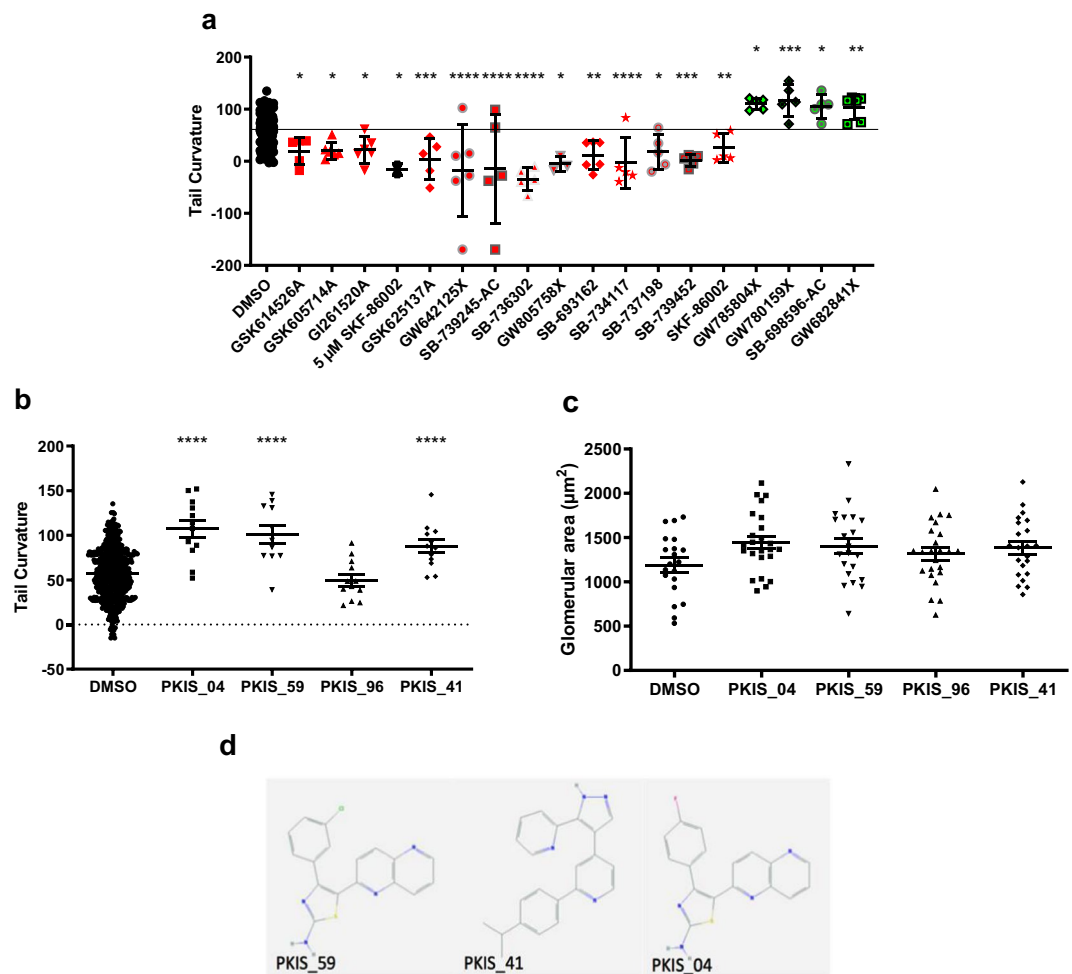 a
* * * * *** **** **** **** * ** **** * *** ** * *** * **
Tail Curvature
200
100
0
-100
-200
DMSO
GSK614526A
GSK605714A
GI261520A
5 µM SKF-86002
GSK625137A
GW642125X
SB-739245-AC
SB-736302
GW805758X
SB-693162
SB-734117
SB-737198
SB-739452
SKF-86002
GW785804X
GW780159X
SB-698596-AC
GW682841X
b
**** **** ****
Tail Curvature
200
150
100
50
0
-50
DMSO PKIS_04 PKIS_59 PKIS_96 PKIS_41
c
Glomerular area (µm²)
2500
2000
1500
1000
500
0
DMSO PKIS_04 PKIS_59 PKIS_96 PKIS_41
d
PKIS_59 PKIS_41 PKIS_04